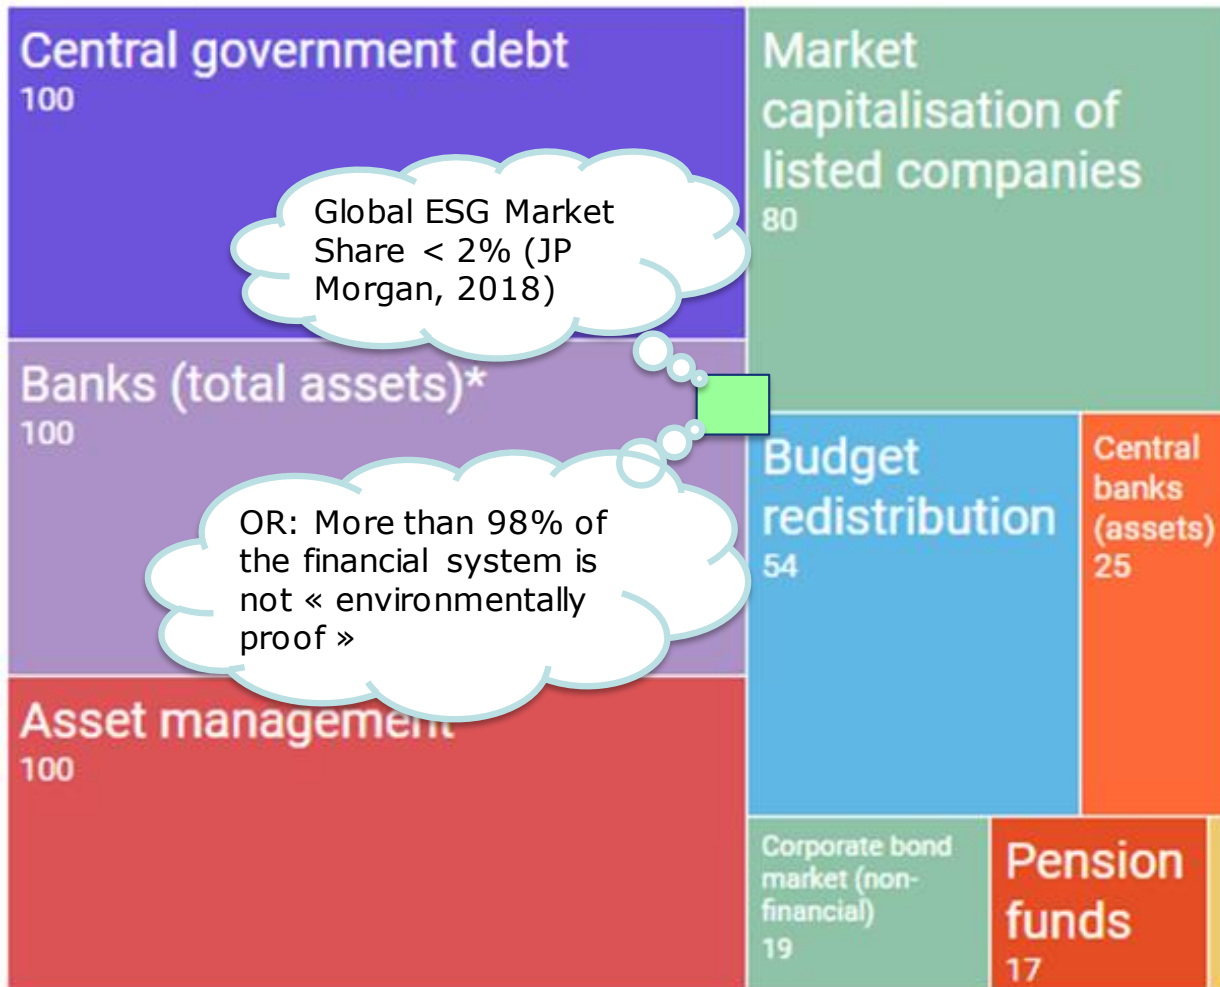 Central government debt
100
Market
capitalisation of
listed companies
80
Global ESG Market
Share < 2% (JP
Morgan, 2018)
Banks (total assets)*
100
OR: More than 98% of
the financial system is
not « environmentally
proof »
Budget
redistribution
54
Central
banks
(assets)
25
Asset management
100
Corporate bond
market (non-
financial)
19
Pension
funds
17